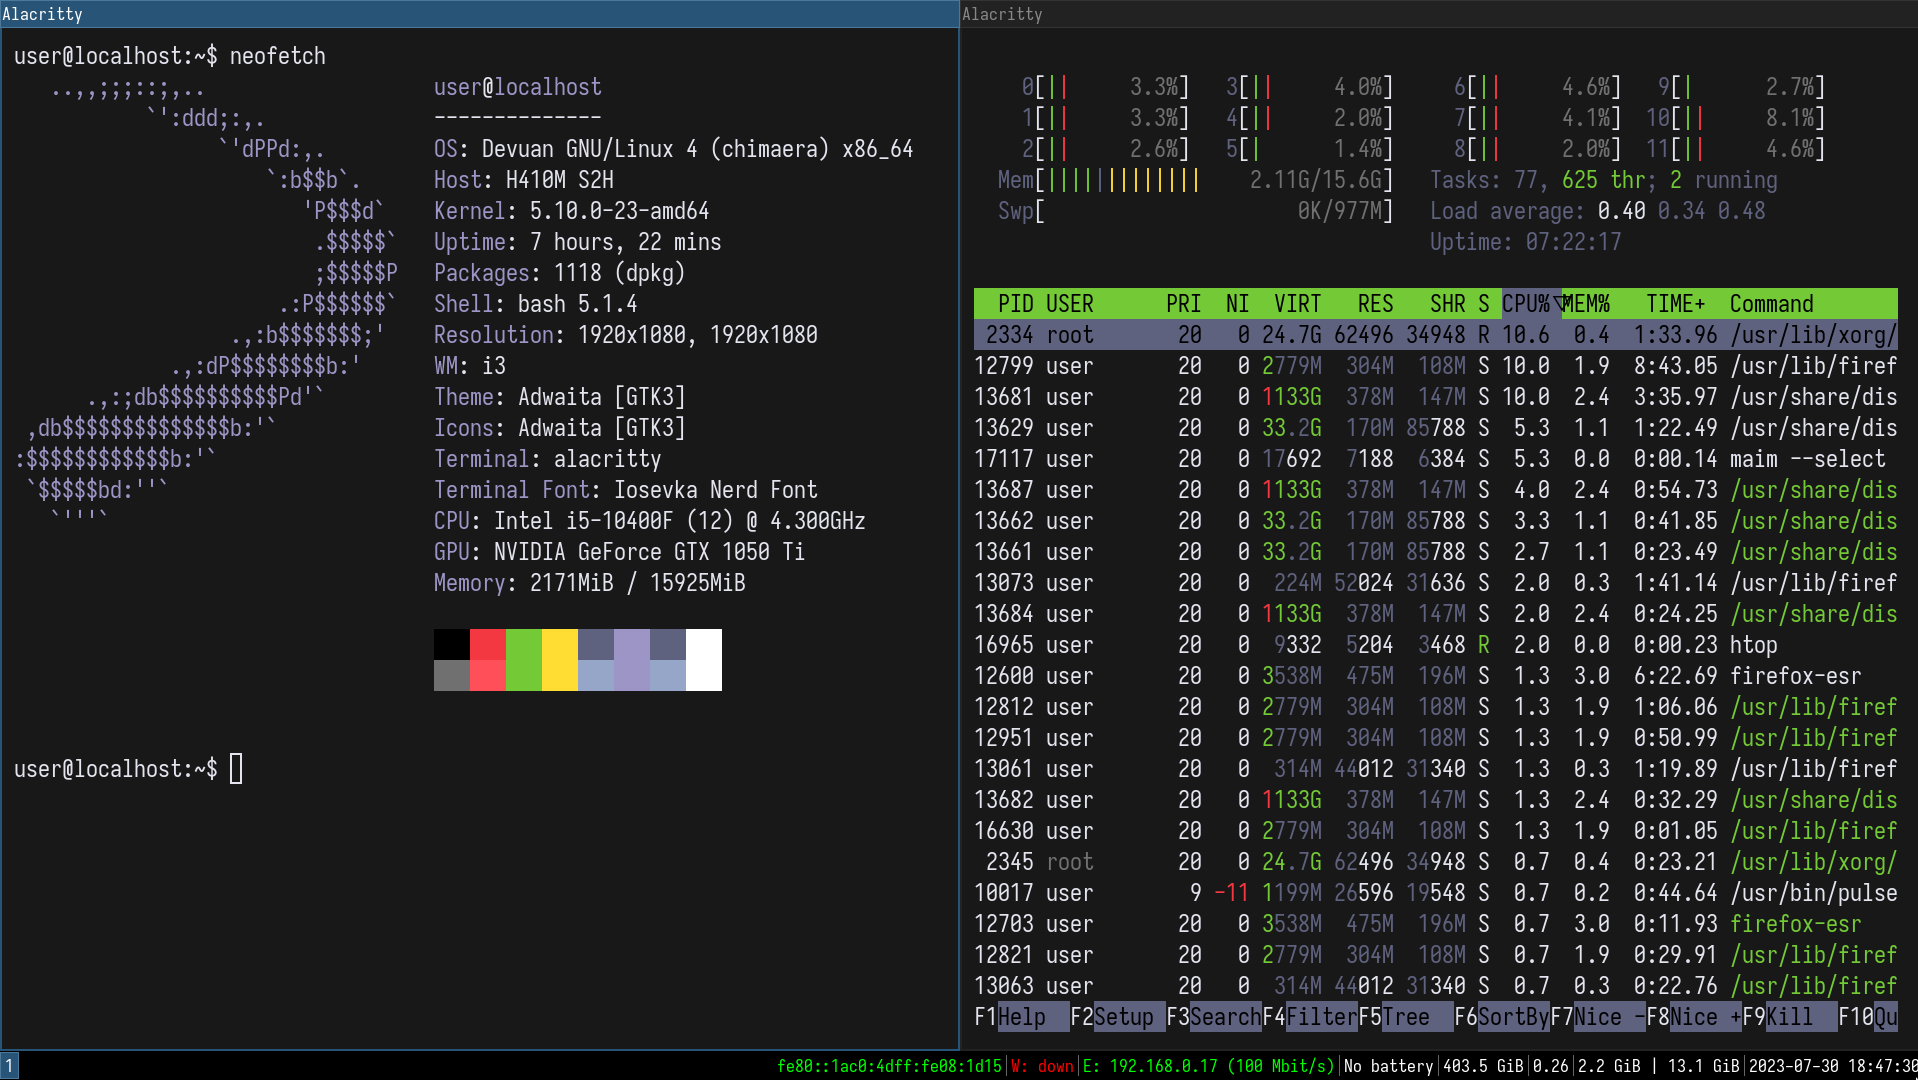 Alacritty
user@localhost:~$ neofetch
..,,;;;::;,..
`':ddd;:,.
`'dPPd:,.
`:b$$b`.
'P$$$d`
.$$$$$`
;$$$$$P
.:P$$$$$$`
.,:b$$$$$$$;'
.,:dP$$$$$$$$b:'
.,:;db$$$$$$$$$$Pd'`
,db$$$$$$$$$$$$$$b:'`
:$$$$$$$$$$$$b:'`
`$$$$$bd:''`
`'''`
user@localhost
--------------
OS: Devuan GNU/Linux 4 (chimaera) x86_64
Host: H410M S2H
Kernel: 5.10.0-23-amd64
Uptime: 7 hours, 22 mins
Packages: 1118 (dpkg)
Shell: bash 5.1.4
Resolution: 1920x1080, 1920x1080
WM: i3
Theme: Adwaita [GTK3]
Icons: Adwaita [GTK3]
Terminal: alacritty
Terminal Font: Iosevka Nerd Font
CPU: Intel i5-10400F (12) @ 4.300GHz
GPU: NVIDIA GeForce GTX 1050 Ti
Memory: 2171MiB / 15925MiB
user@localhost:~$
Alacritty
0[|| 3.3%] 3[|| 4.0%] 6[|| 4.6%] 9[| 2.7%]
1[|| 3.3%] 4[|| 2.0%] 7[|| 4.1%] 10[|| 8.1%]
2[|| 2.6%] 5[| 1.4%] 8[|| 2.0%] 11[|| 4.6%]
Mem[||||||||||||| 2.11G/15.6G] Tasks: 77, 625 thr; 2 running
Swp[ 0K/977M] Load average: 0.40 0.34 0.48
Uptime: 07:22:17
PID USER PRI NI VIRT RES SHR S CPU%▽MEM% TIME+ Command
2334 root 20 0 24.7G 62496 34948 R 10.6 0.4 1:33.96 /usr/lib/xorg/
12799 user 20 0 2779M 304M 108M S 10.0 1.9 8:43.05 /usr/lib/firef
13681 user 20 0 1133G 378M 147M S 10.0 2.4 3:35.97 /usr/share/dis
13629 user 20 0 33.2G 170M 85788 S 5.3 1.1 1:22.49 /usr/share/dis
17117 user 20 0 17692 7188 6384 S 5.3 0.0 0:00.14 maim --select
13687 user 20 0 1133G 378M 147M S 4.0 2.4 0:54.73 /usr/share/dis
13662 user 20 0 33.2G 170M 85788 S 3.3 1.1 0:41.85 /usr/share/dis
13661 user 20 0 33.2G 170M 85788 S 2.7 1.1 0:23.49 /usr/share/dis
13073 user 20 0 224M 52024 31636 S 2.0 0.3 1:41.14 /usr/lib/firef
13684 user 20 0 1133G 378M 147M S 2.0 2.4 0:24.25 /usr/share/dis
16965 user 20 0 9332 5204 3468 R 2.0 0.0 0:00.23 htop
12600 user 20 0 3538M 475M 196M S 1.3 3.0 6:22.69 firefox-esr
12812 user 20 0 2779M 304M 108M S 1.3 1.9 1:06.06 /usr/lib/firef
12951 user 20 0 2779M 304M 108M S 1.3 1.9 0:50.99 /usr/lib/firef
13061 user 20 0 314M 44012 31340 S 1.3 0.3 1:19.89 /usr/lib/firef
13682 user 20 0 1133G 378M 147M S 1.3 2.4 0:32.29 /usr/share/dis
16630 user 20 0 2779M 304M 108M S 1.3 1.9 0:01.05 /usr/lib/firef
2345 root 20 0 24.7G 62496 34948 S 0.7 0.4 0:23.21 /usr/lib/xorg/
10017 user 9 -11 1199M 26596 19548 S 0.7 0.2 0:44.64 /usr/bin/pulse
12703 user 20 0 3538M 475M 196M S 0.7 3.0 0:11.93 firefox-esr
12821 user 20 0 2779M 304M 108M S 0.7 1.9 0:29.91 /usr/lib/firef
13063 user 20 0 314M 44012 31340 S 0.7 0.3 0:22.76 /usr/lib/firef
F1Help F2Setup F3SearchF4FilterF5Tree F6SortByF7Nice -F8Nice +F9Kill F10Qu
1
fe80::1ac0:4dff:fe08:1d15|W: down|E: 192.168.0.17 (100 Mbit/s)|No battery|403.5 GiB|0.26|2.2 GiB | 13.1 GiB|2023-07-30 18:47:30